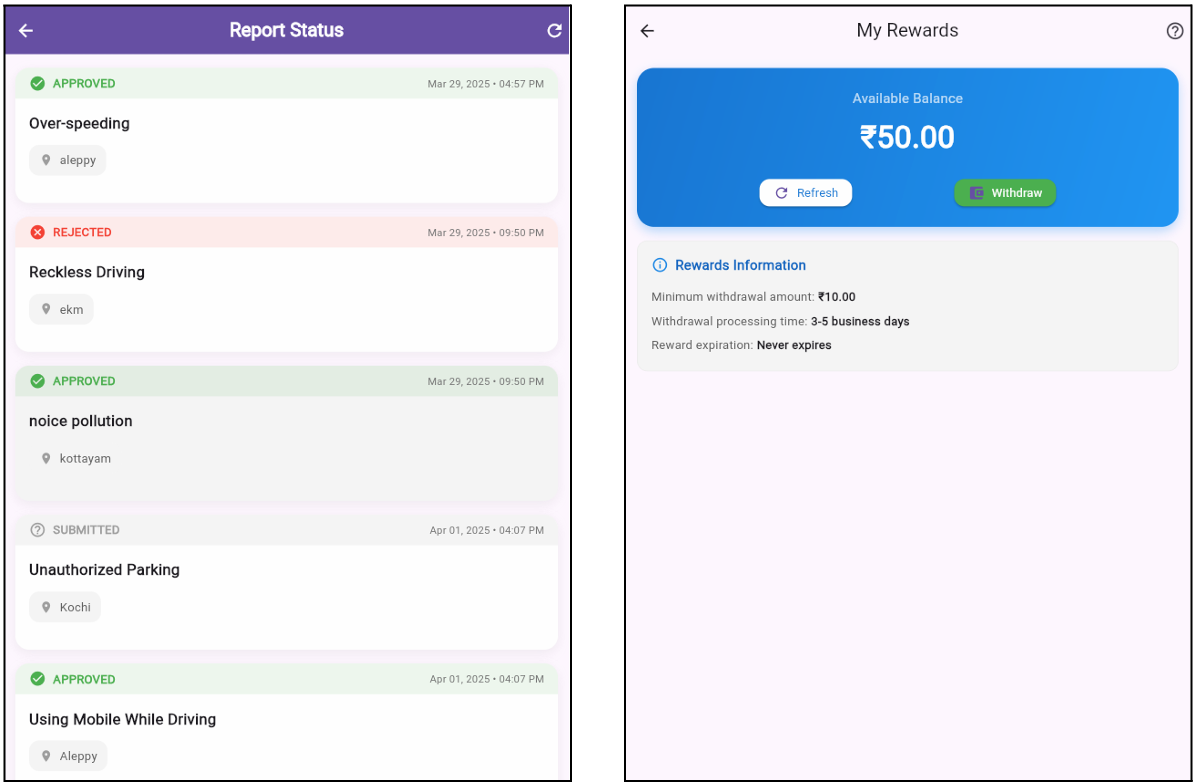 Report Status
APPROVED Mar 29, 2025 • 04:57 PM
Over-speeding
aleppy
REJECTED Mar 29, 2025 • 09:50 PM
Reckless Driving
ekm
APPROVED Mar 29, 2025 • 09:50 PM
noice pollution
kottayam
SUBMITTED Apr 01, 2025 • 04:07 PM
Unauthorized Parking
Kochi
APPROVED Apr 01, 2025 • 04:07 PM
Using Mobile While Driving
Aleppy
My Rewards
Available Balance
₹50.00
Refresh Withdraw
Rewards Information
Minimum withdrawal amount: ₹10.00
Withdrawal processing time: 3-5 business days
Reward expiration: Never expires